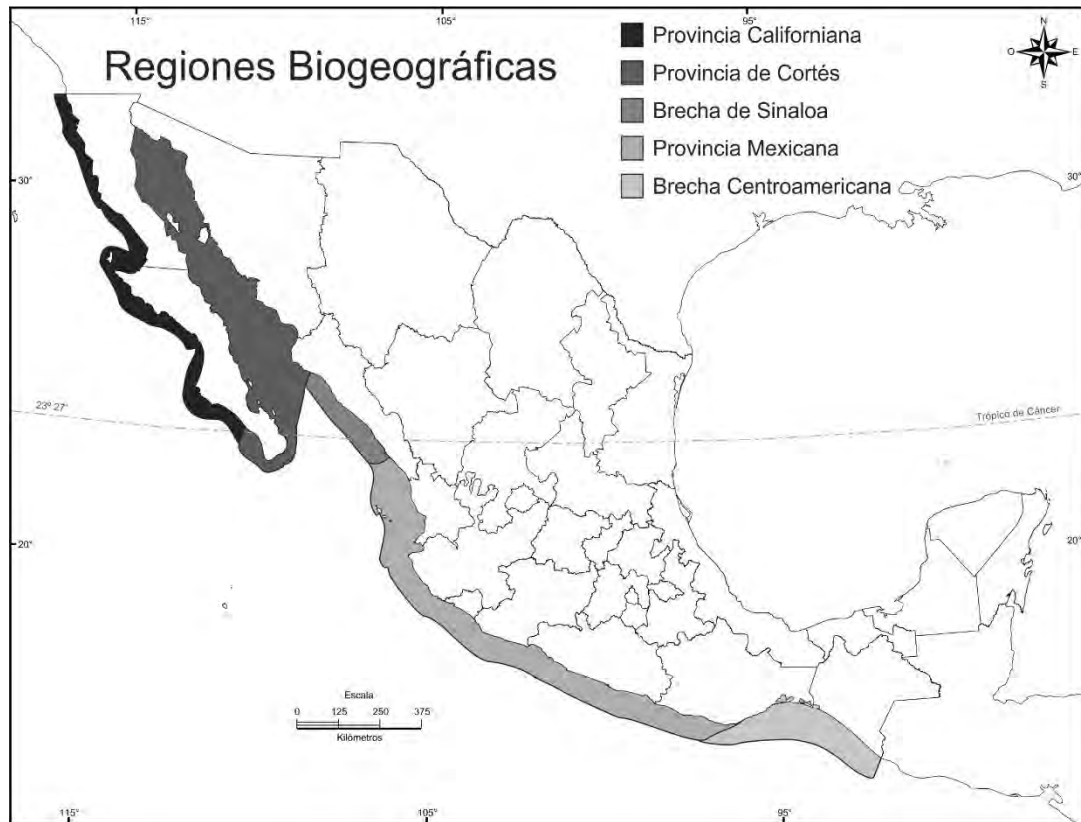 115°
105°
95°
Regiones Biogeográficas
Provincia Californiana
Provincia de Cortés
Brecha de Sinaloa
Provincia Mexicana
Brecha Centroamericana
N
O
E
S
30°
30°
23° 27'
Trópico de Cáncer
20°
20°
Escala
0 125 250 375
Kilómetros
115°
105°
95°